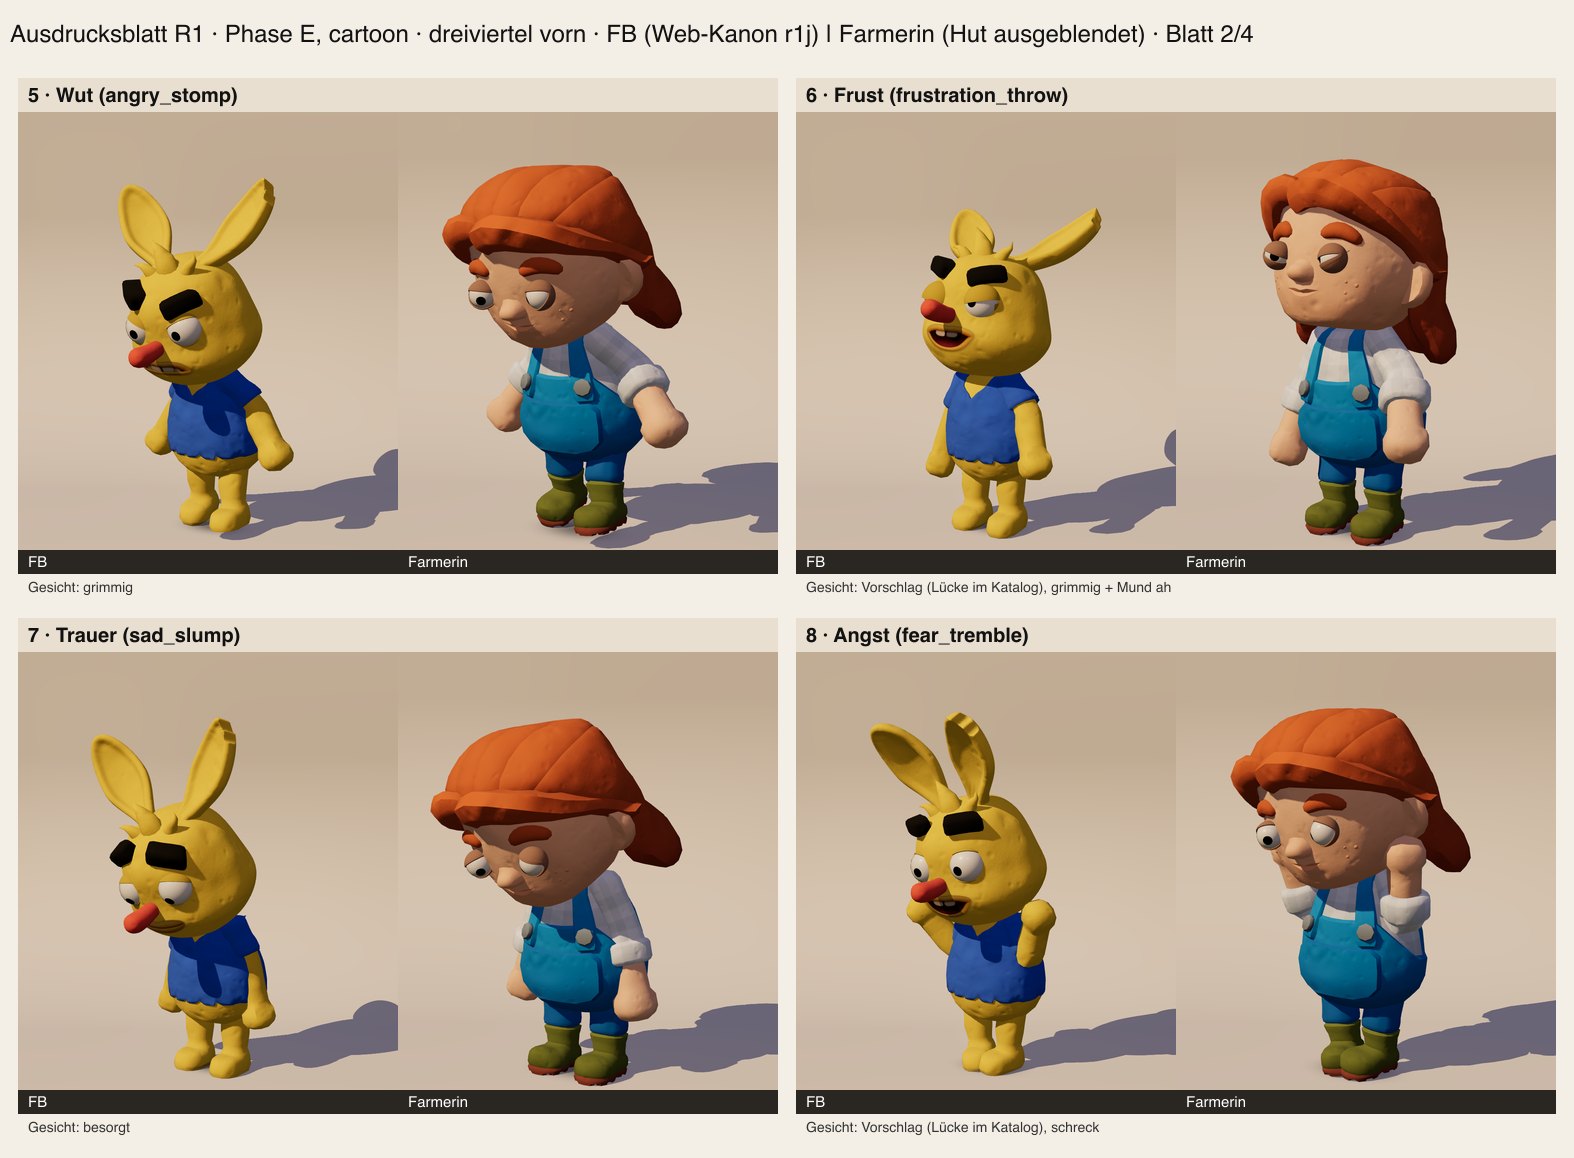 Ausdrucksblatt R1 · Phase E, cartoon · dreiviertel vorn · FB (Web-Kanon r1j) | Farmerin (Hut ausgeblendet) · Blatt 2/4
5 · Wut (angry_stomp)
FB
Farmerin
Gesicht: grimmig
6 · Frust (frustration_throw)
FB
Farmerin
Gesicht: Vorschlag (Lücke im Katalog), grimmig + Mund ah
7 · Trauer (sad_slump)
FB
Farmerin
Gesicht: besorgt
8 · Angst (fear_tremble)
FB
Farmerin
Gesicht: Vorschlag (Lücke im Katalog), schreck